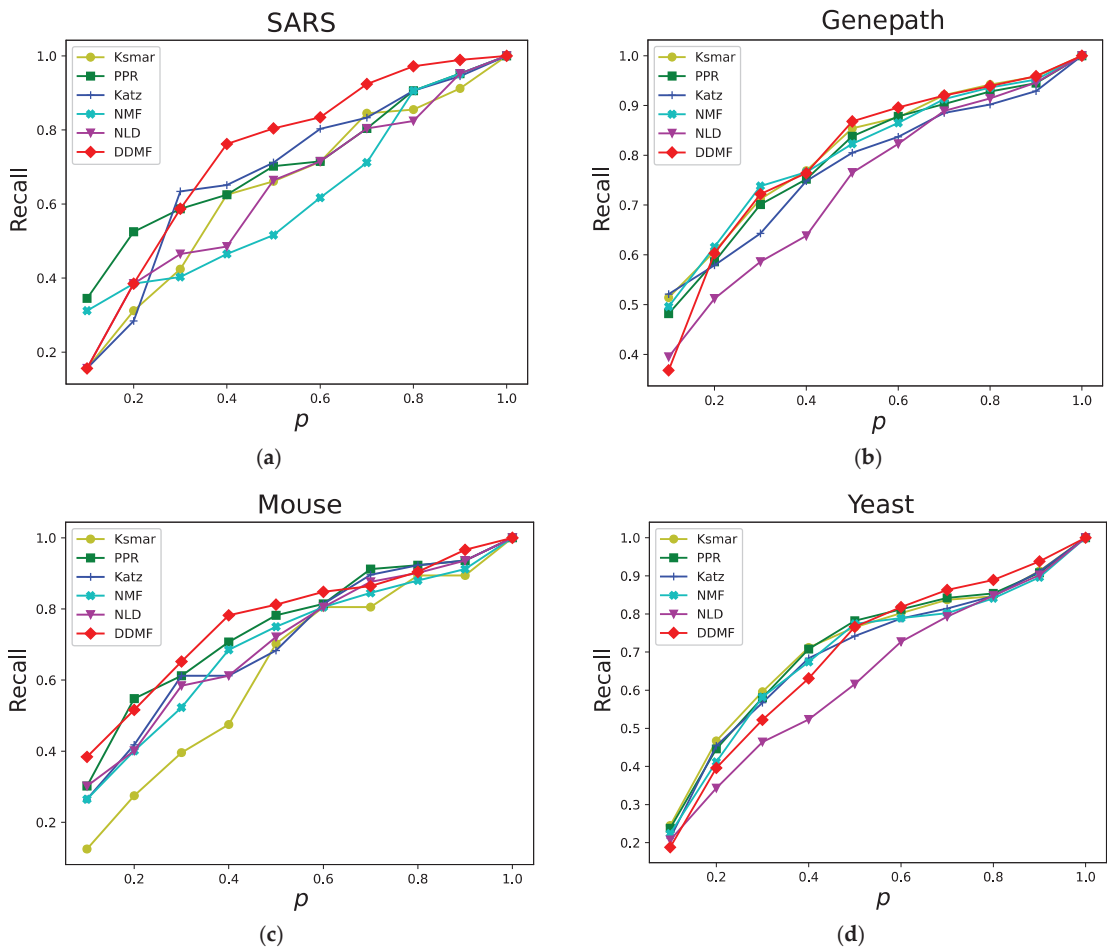 SARS
Recall
1.0
0.8
0.6
0.4
0.2
Ksmar
PPR
Katz
NMF
NLD
DDMF
0.2 0.4 0.6 0.8 1.0
p
(a)
Genepath
Recall
1.0
0.9
0.8
0.7
0.6
0.5
0.4
Ksmar
PPR
Katz
NMF
NLD
DDMF
0.2 0.4 0.6 0.8 1.0
p
(b)
Mouse
Recall
1.0
0.8
0.6
0.4
0.2
Ksmar
PPR
Katz
NMF
NLD
DDMF
0.2 0.4 0.6 0.8 1.0
p
(c)
Yeast
Recall
1.0
0.9
0.8
0.7
0.6
0.5
0.4
0.3
0.2
Ksmar
PPR
Katz
NMF
NLD
DDMF
0.2 0.4 0.6 0.8 1.0
p
(d)